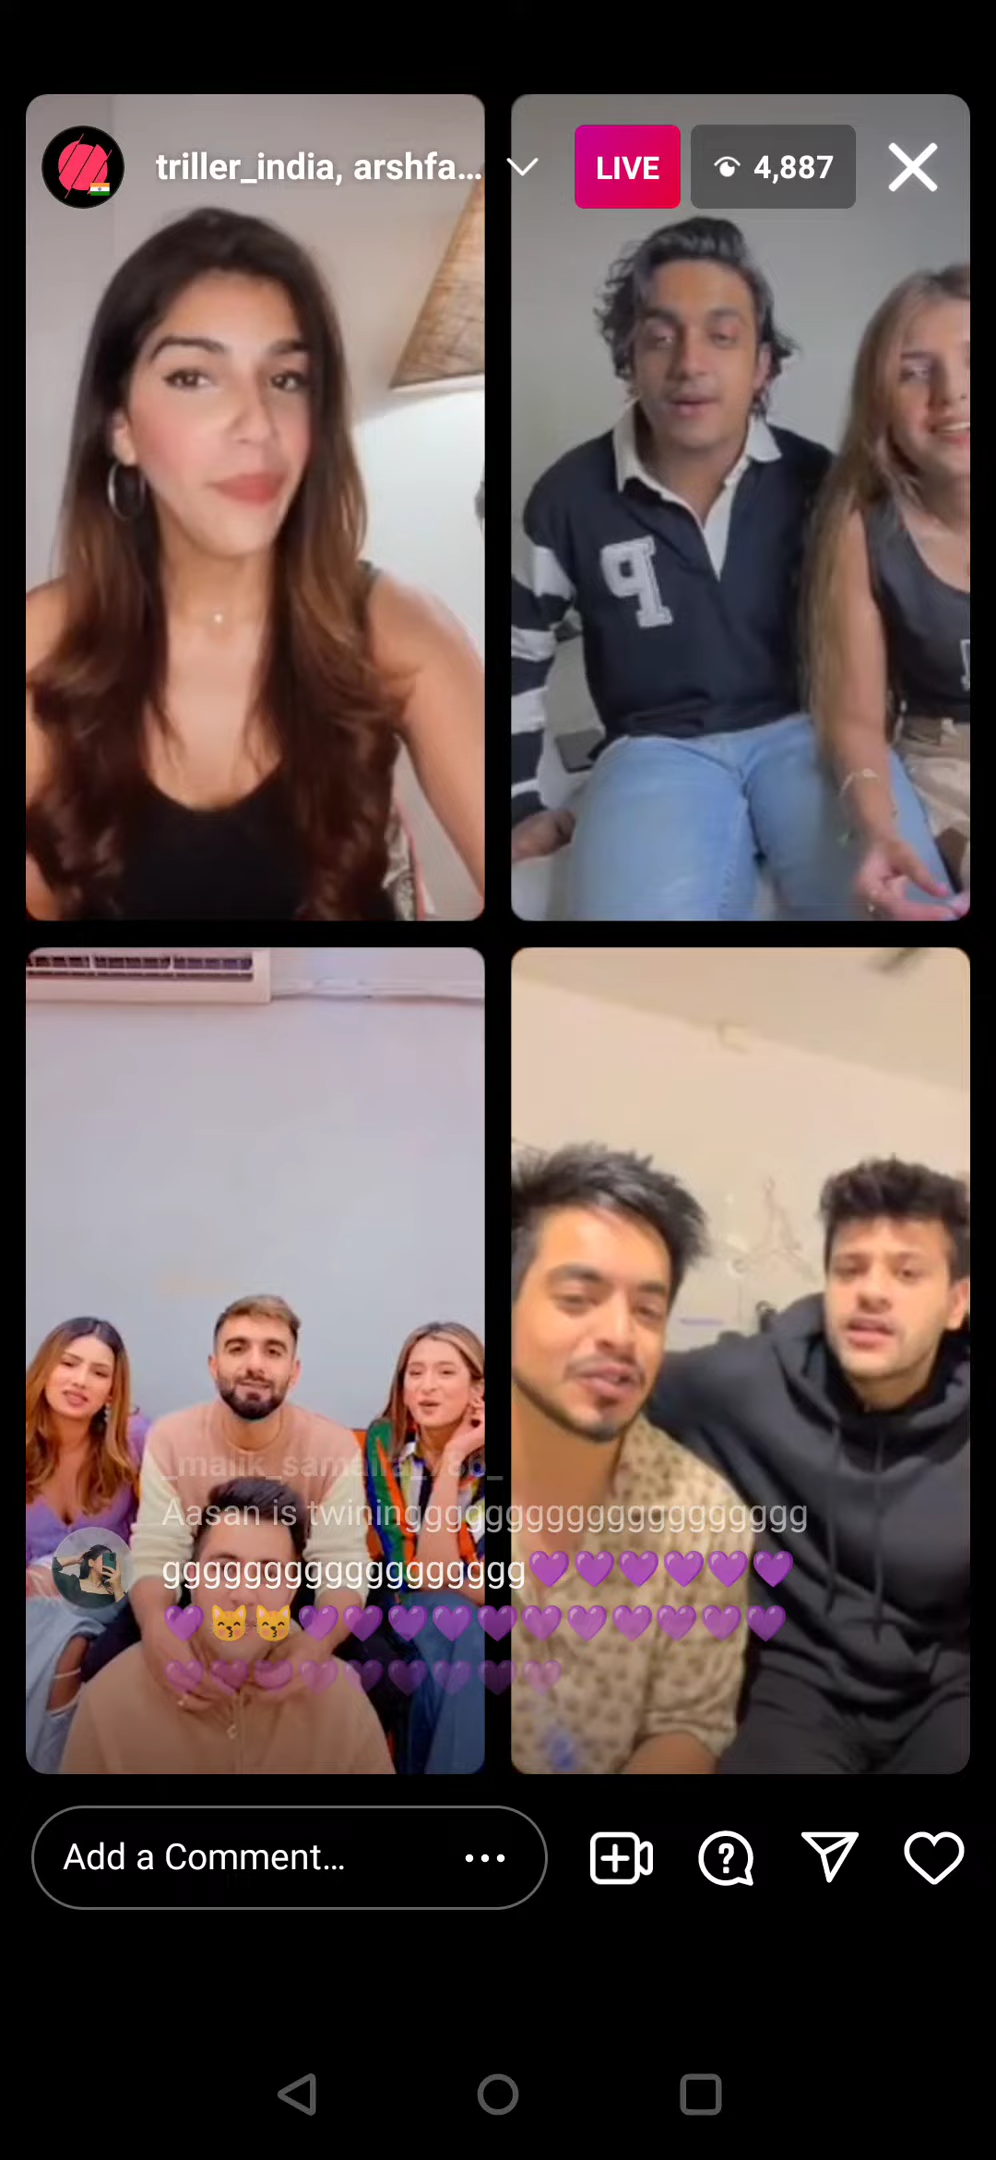 triller_india, arshfa...
LIVE
4,887
Aasan is twininggggggggggggggggggg
gggggggggggggggggg💜💜💜💜💜💜
💜😽😽💜💜💜💜💜💜💜💜💜💜💜
💜💜💜💜💜💜💜💜💜
Add a Comment...